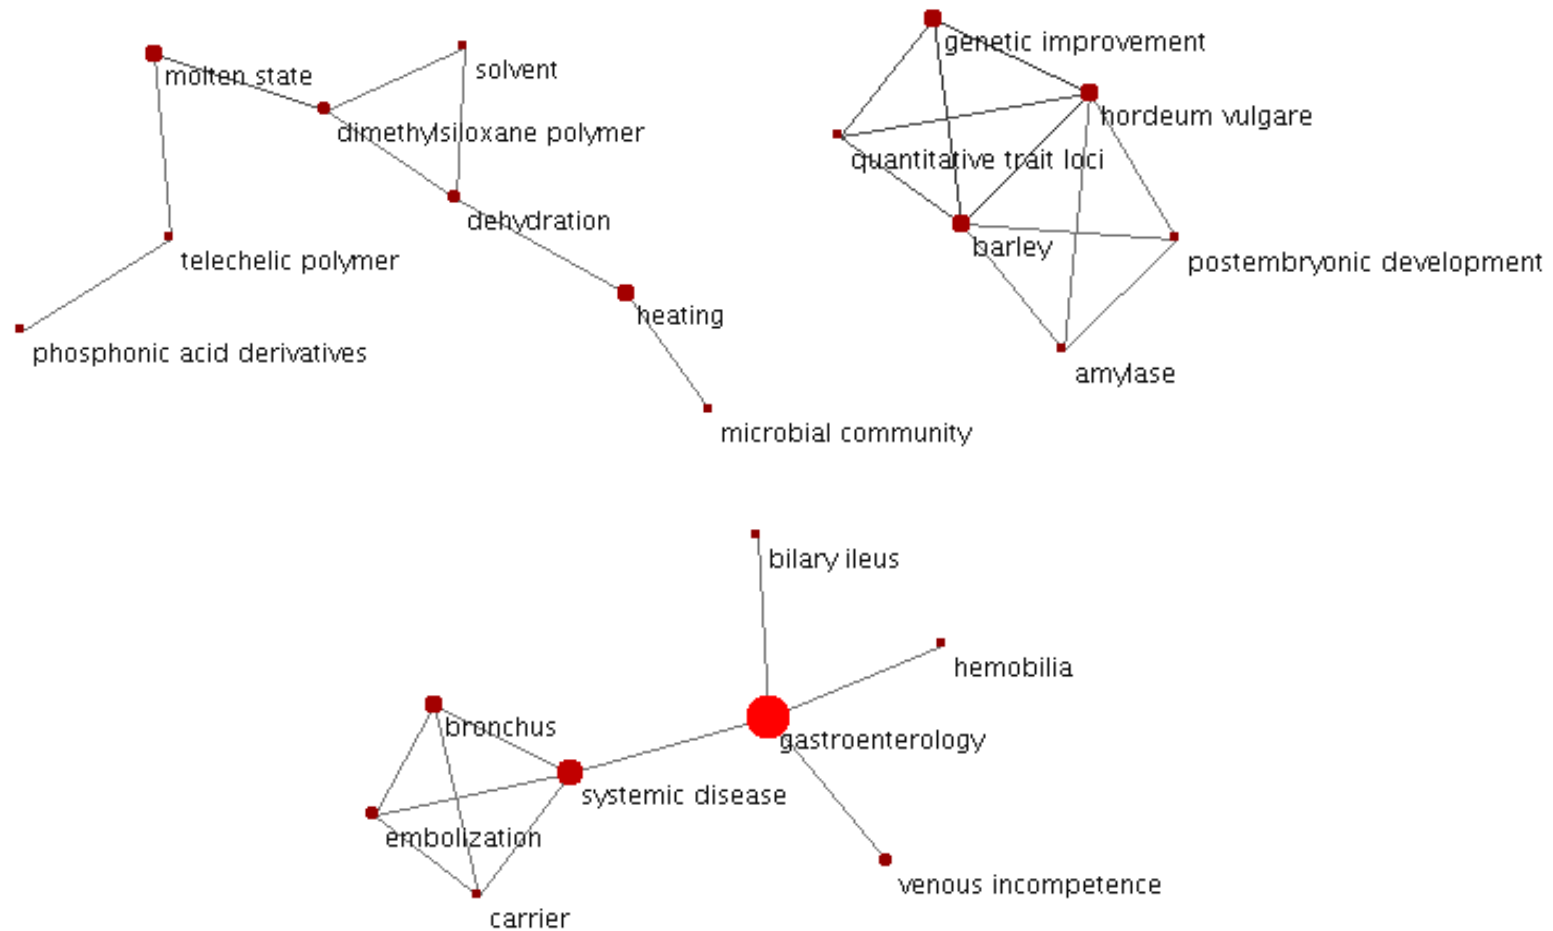 molten state
solvent
dimethylsiloxane polymer
dehydration
telechelic polymer
heating
phosphonic acid derivatives
microbial community
genetic improvement
hordeum vulgare
quantitative trait loci
barley
postembryonic development
amylase
bilary ileus
hemobilia
bronchus
gastroenterology
systemic disease
embolization
venous incompetence
carrier